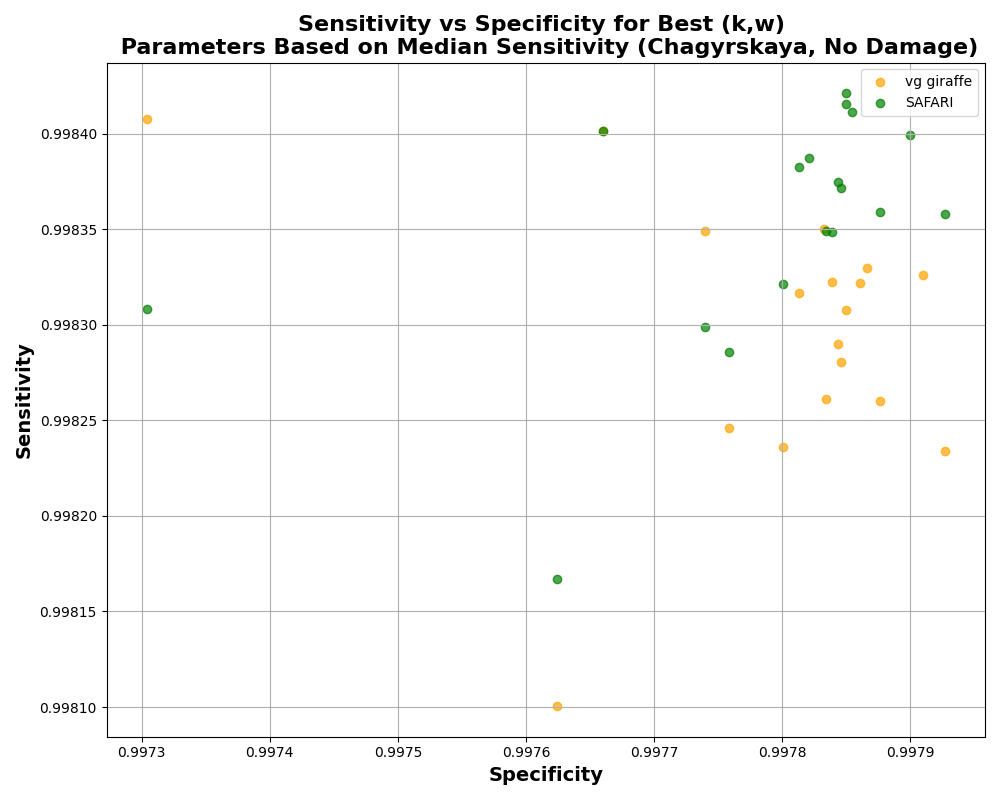 Sensitivity vs Specificity for Best (k,w)
Parameters Based on Median Sensitivity (Chagyrskaya, No Damage)
vg giraffe
SAFARI
Sensitivity
0.99840
0.99835
0.99830
0.99825
0.99820
0.99815
0.99810
0.9973 0.9974 0.9975 0.9976 0.9977 0.9978 0.9979
Specificity